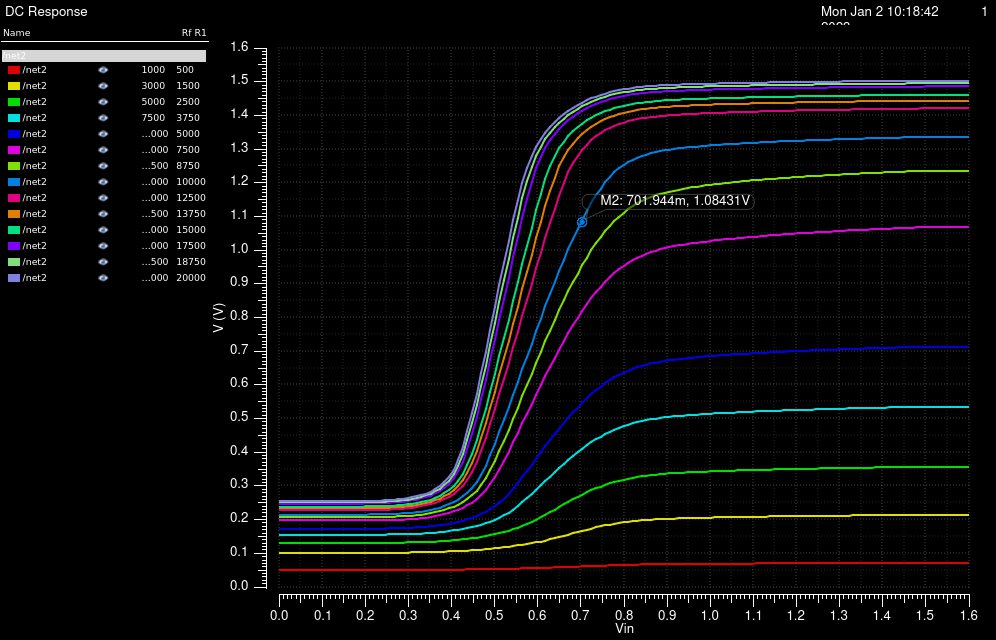 DC Response
Mon Jan 2 10:18:42 1
Name Rf R1
/net2
/net2 1000 500
/net2 3000 1500
/net2 5000 2500
/net2 7500 3750
/net2 ...000 5000
/net2 ...000 7500
/net2 ...500 8750
/net2 ...000 10000
/net2 ...000 12500
/net2 ...500 13750
/net2 ...000 15000
/net2 ...000 17500
/net2 ...500 18750
/net2 ...000 20000
1.6
1.5
1.4
1.3
1.2
1.1
1.0
0.9
0.8
0.7
0.6
0.5
0.4
0.3
0.2
0.1
0.0
V (V)
M2: 701.944m, 1.08431V
0.0 0.1 0.2 0.3 0.4 0.5 0.6 0.7 0.8 0.9 1.0 1.1 1.2 1.3 1.4 1.5 1.6
Vin